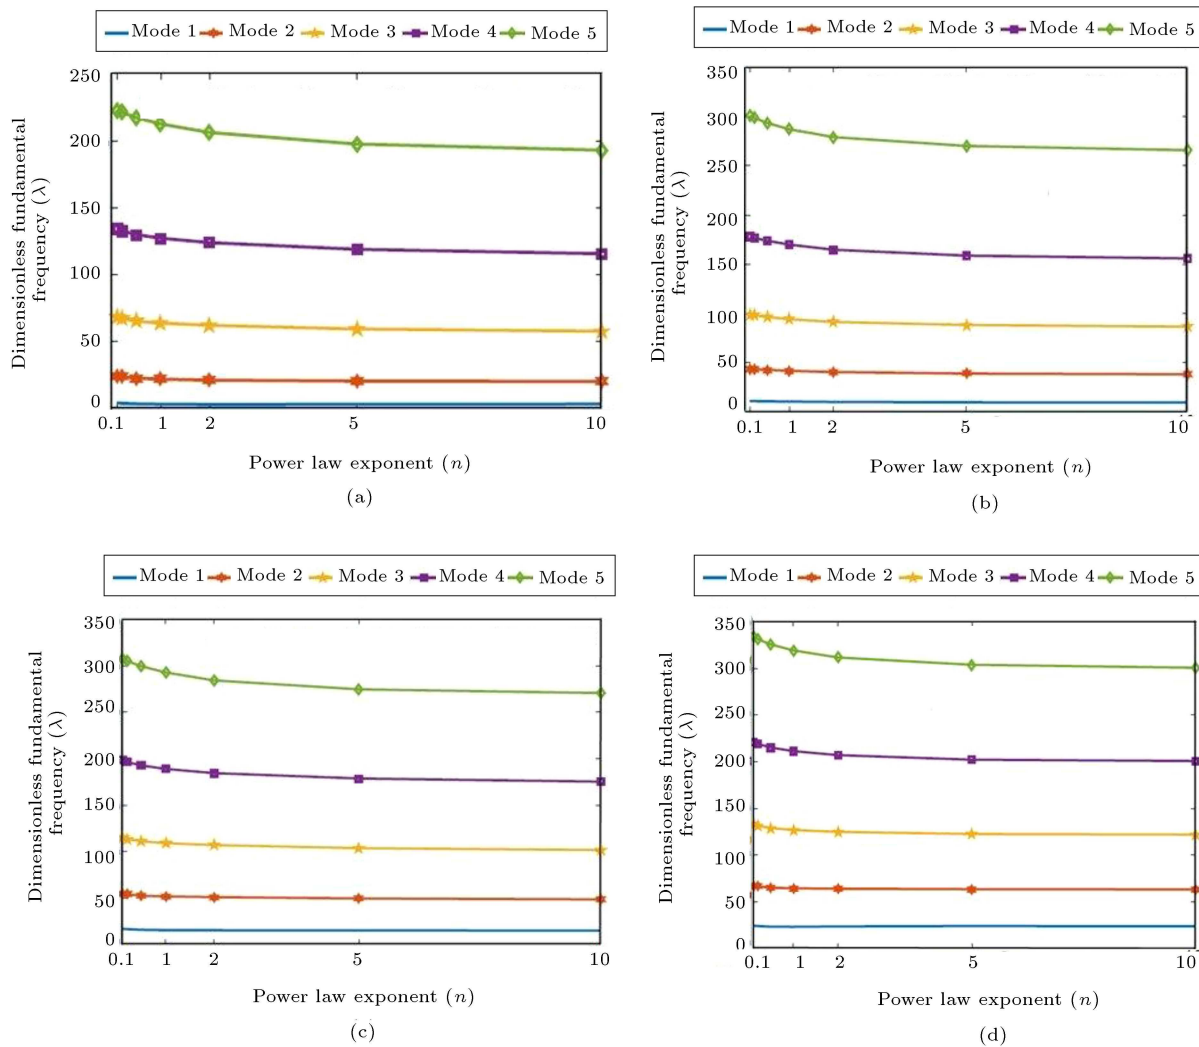 Mode 1 Mode 2 Mode 3 Mode 4 Mode 5
250
200
150
100
50
0
0.1 1 2 5 10
Dimensionless fundamental
frequency (λ)
Power law exponent (n)
(a)
Mode 1 Mode 2 Mode 3 Mode 4 Mode 5
350
300
250
200
150
100
50
0
0.1 1 2 5 10
Dimensionless fundamental
frequency (λ)
Power law exponent (n)
(b)
Mode 1 Mode 2 Mode 3 Mode 4 Mode 5
350
300
250
200
150
100
50
0
0.1 1 2 5 10
Dimensionless fundamental
frequency (λ)
Power law exponent (n)
(c)
Mode 1 Mode 2 Mode 3 Mode 4 Mode 5
350
300
250
200
150
100
50
0
0.1 1 2 5 10
Dimensionless fundamental
frequency (λ)
Power law exponent (n)
(d)